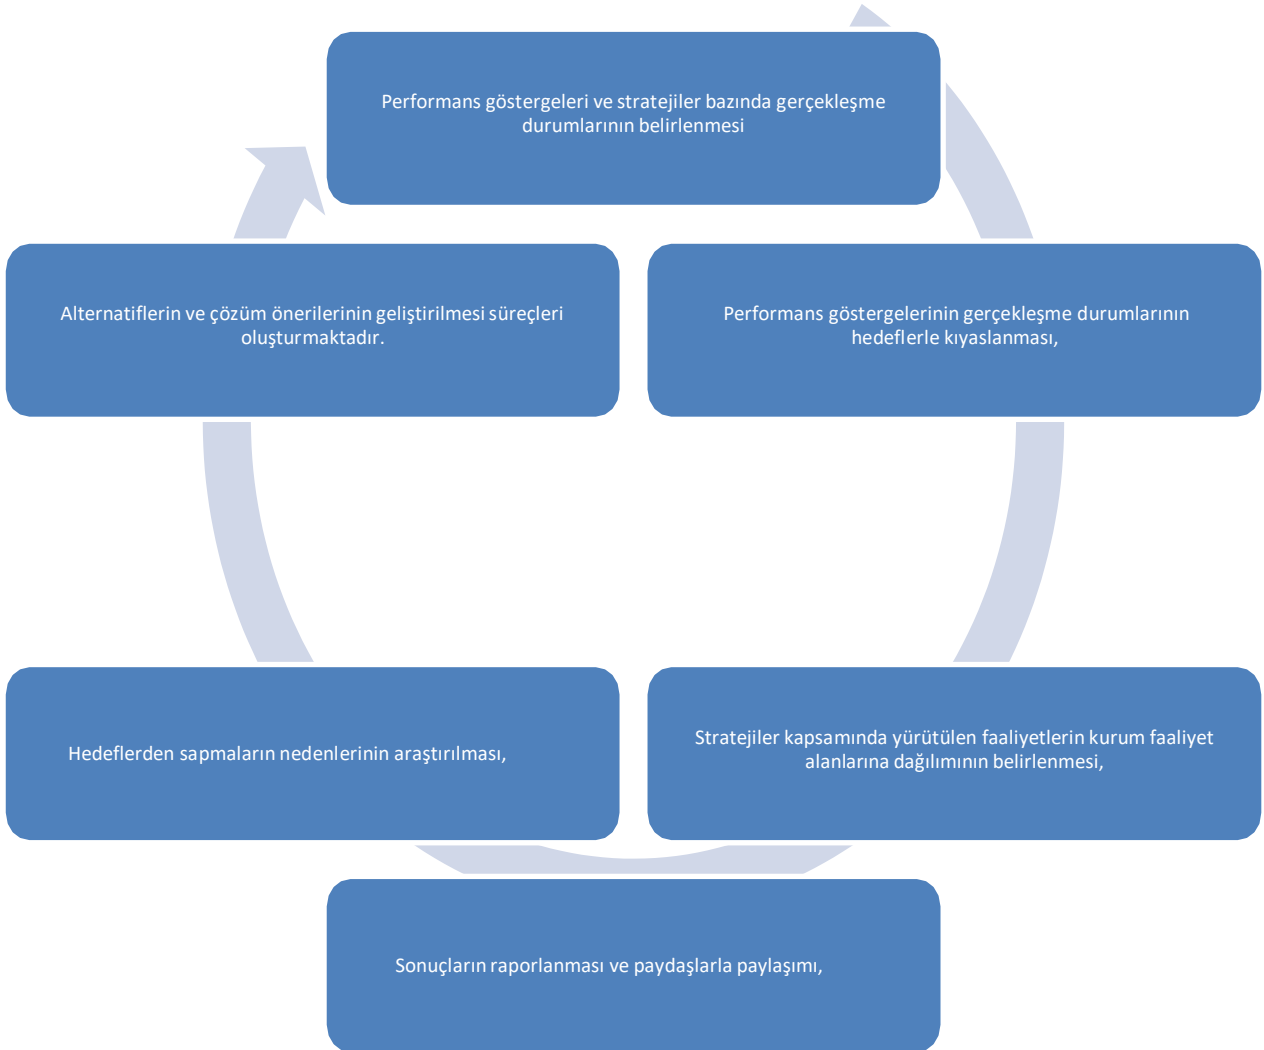 Performans göstergeleri ve stratejiler bazında gerçekleşme
durumlarının belirlenmesi
Performans göstergelerinin gerçekleşme durumlarının
hedeflerle kıyaslanması,
Stratejiler kapsamında yürütülen faaliyetlerin kurum faaliyet
alanlarına dağılımının belirlenmesi,
Sonuçların raporlanması ve paydaşlarla paylaşımı,
Hedeflerden sapmaların nedenlerinin araştırılması,
Alternatiflerin ve çözüm önerilerinin geliştirilmesi süreçleri
oluşturmaktadır.